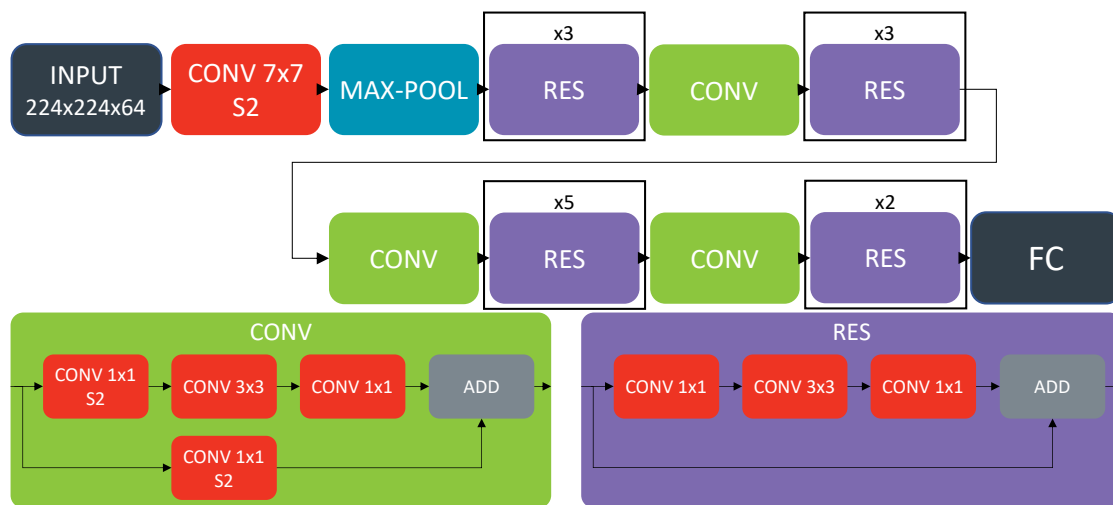 x3
x3
INPUT
224x224x64
CONV 7x7
S2
MAX-POOL
RES
CONV
RES
x5
x2
CONV
RES
CONV
RES
FC
CONV
CONV 1x1
S2
CONV 3x3
CONV 1x1
ADD
CONV 1x1
S2
RES
CONV 1x1
CONV 3x3
CONV 1x1
ADD